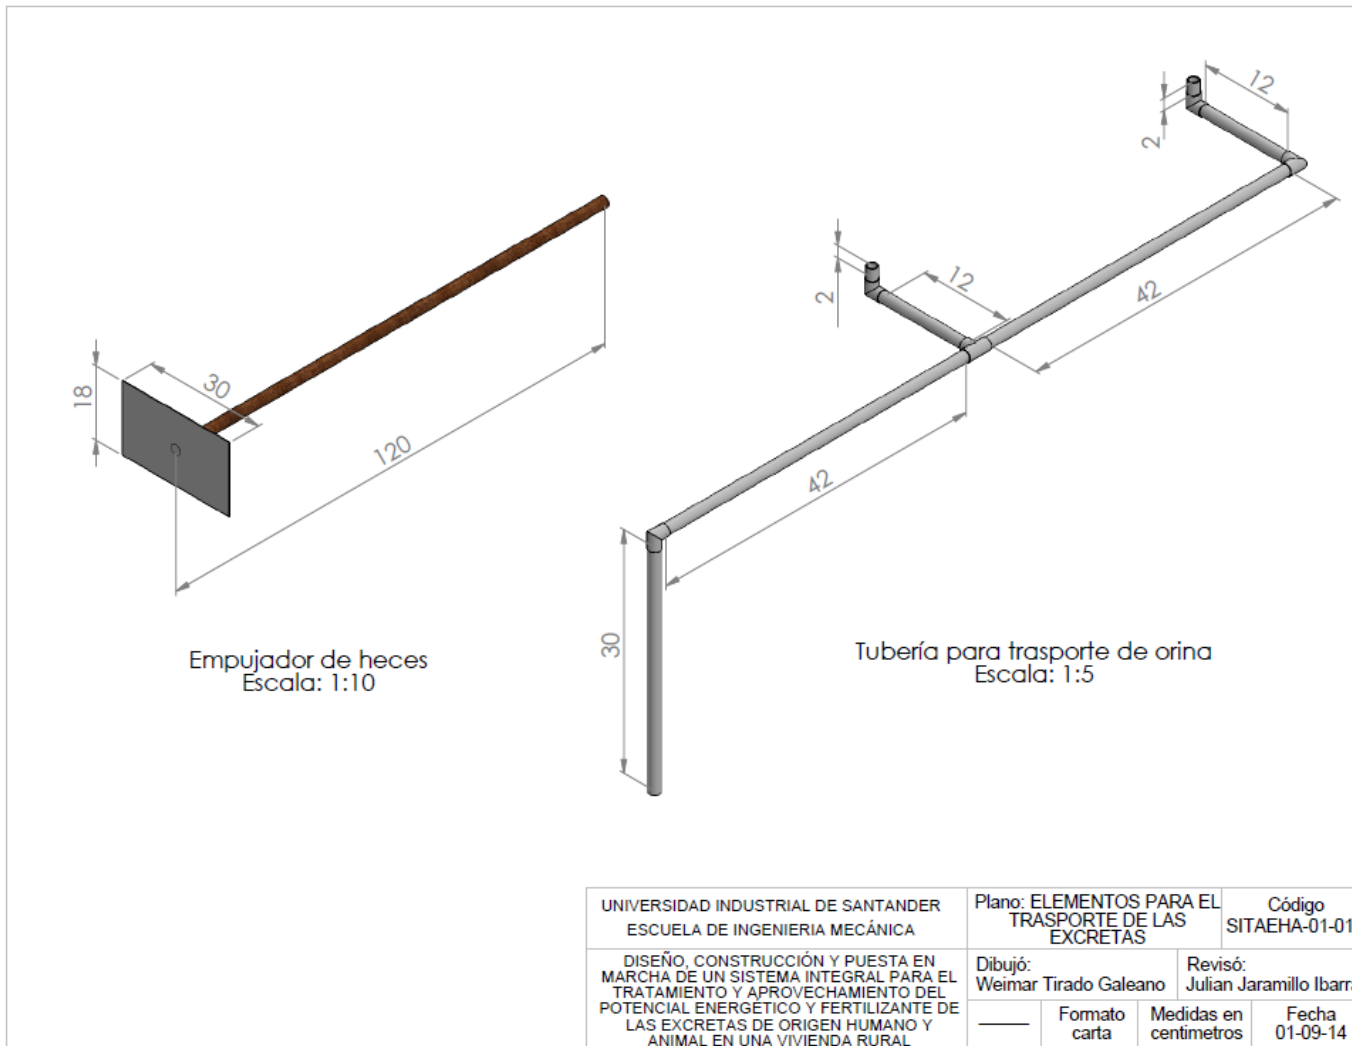 12
2
42
12
2
42
30
30
18
120
Empujador de heces
Escala: 1:10
Tubería para trasporte de orina
Escala: 1:5
UNIVERSIDAD INDUSTRIAL DE SANTANDER
ESCUELA DE INGENIERIA MECÁNICA
Plano: ELEMENTOS PARA EL
TRASPORTE DE LAS
EXCRETAS
Código
SITAEHA-01-01
DISEÑO, CONSTRUCCIÓN Y PUESTA EN
MARCHA DE UN SISTEMA INTEGRAL PARA EL
TRATAMIENTO Y APROVECHAMIENTO DEL
POTENCIAL ENERGÉTICO Y FERTILIZANTE DE
LAS EXCRETAS DE ORIGEN HUMANO Y
ANIMAL EN UNA VIVIENDA RURAL
Dibujó:
Weimar Tirado Galeano
Revisó:
Julian Jaramillo Ibarra
Formato
carta
Medidas en
centimetros
Fecha
01-09-14